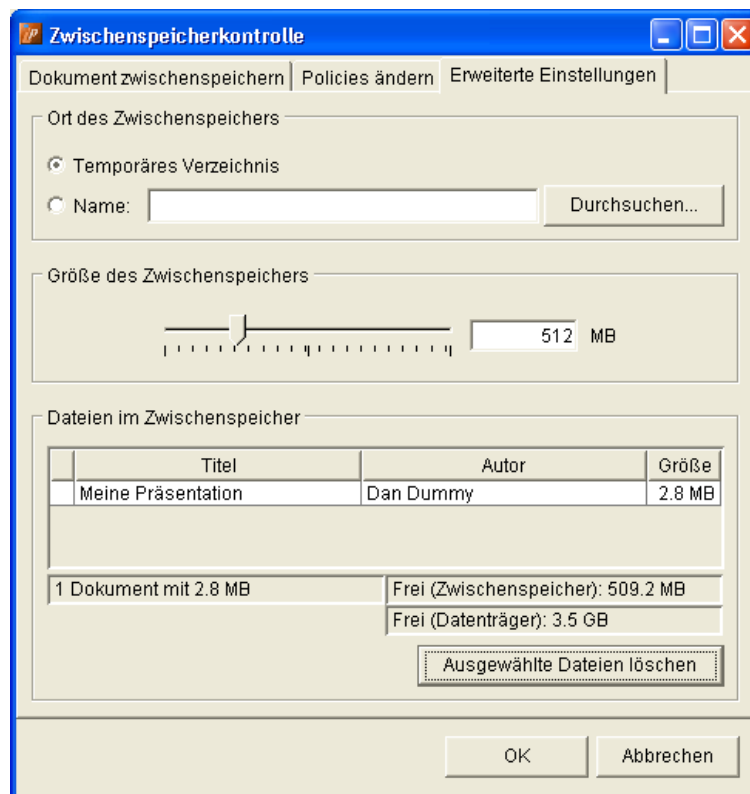 Zwischenspeicherkontrolle
Dokument zwischenspeichern Policies ändern Erweiterte Einstellungen
Ort des Zwischenspeichers
Temporäres Verzeichnis
Name: Durchsuchen...
Größe des Zwischenspeichers
512 MB
Dateien im Zwischenspeicher
Titel Autor Größe
Meine Präsentation Dan Dummy 2.8 MB
1 Dokument mit 2.8 MB Frei (Zwischenspeicher): 509.2 MB
Frei (Datenträger): 3.5 GB
Ausgewählte Dateien löschen
OK Abbrechen